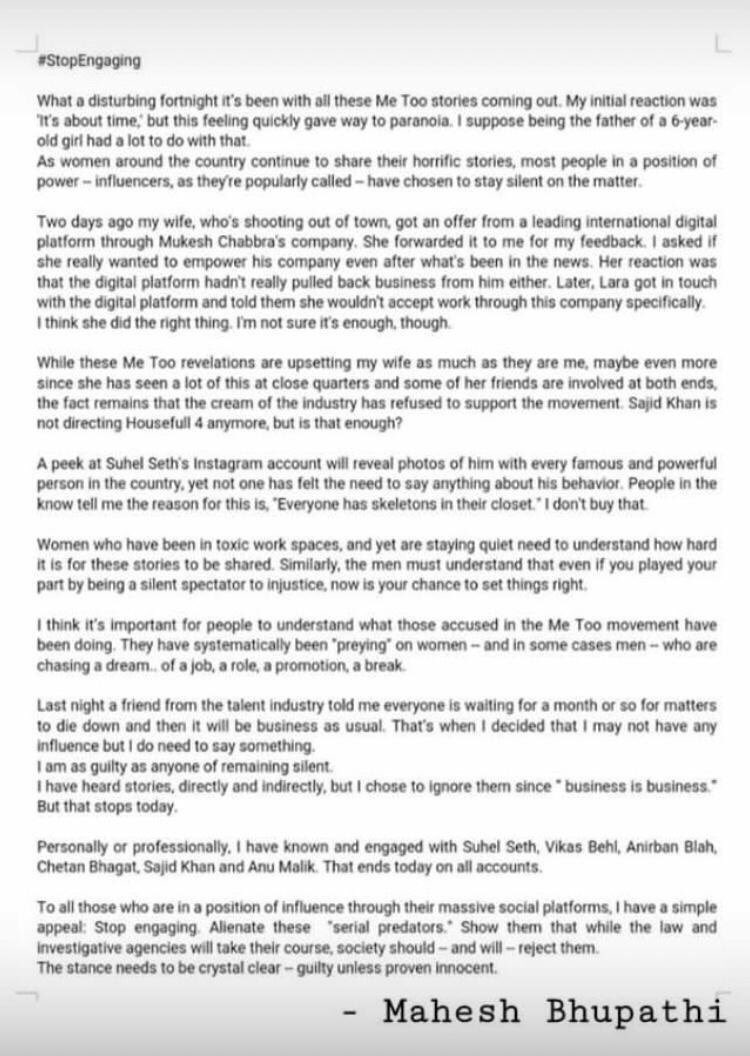 #StopEngaging
What a disturbing fortnight it's been with all these Me Too stories coming out. My initial reaction was
'It's about time,' but this feeling quickly gave way to paranoia. I suppose being the father of a 6-year-
old girl had a lot to do with that.
As women around the country continue to share their horrific stories, most people in a position of
power – influencers, as they're popularly called – have chosen to stay silent on the matter.
Two days ago my wife, who's shooting out of town, got an offer from a leading international digital
platform through Mukesh Chabbra's company. She forwarded it to me for my feedback. I asked if
she really wanted to empower his company even after what's been in the news. Her reaction was
that the digital platform hadn't really pulled back business from him either. Later, Lara got in touch
with the digital platform and told them she wouldn't accept work through this company specifically.
I think she did the right thing. I'm not sure it's enough, though.
While these Me Too revelations are upsetting my wife as much as they are me, maybe even more
since she has seen a lot of this at close quarters and some of her friends are involved at both ends,
the fact remains that the cream of the industry has refused to support the movement. Sajid Khan is
not directing Housefull 4 anymore, but is that enough?
A peek at Suhel Seth's Instagram account will reveal photos of him with every famous and powerful
person in the country, yet not one has felt the need to say anything about his behavior. People in the
know tell me the reason for this is, "Everyone has skeletons in their closet." I don't buy that.
Women who have been in toxic work spaces, and yet are staying quiet need to understand how hard
it is for these stories to be shared. Similarly, the men must understand that even if you played your
part by being a silent spectator to injustice, now is your chance to set things right.
I think it's important for people to understand what those accused in the Me Too movement have
been doing. They have systematically been "preying" on women – and in some cases men – who are
chasing a dream.. of a job, a role, a promotion, a break.
Last night a friend from the talent industry told me everyone is waiting for a month or so for matters
to die down and then it will be business as usual. That's when I decided that I may not have any
influence but I do need to say something.
I am as guilty as anyone of remaining silent.
I have heard stories, directly and indirectly, but I chose to ignore them since " business is business."
But that stops today.
Personally or professionally, I have known and engaged with Suhel Seth, Vikas Behl, Anirban Blah,
Chetan Bhagat, Sajid Khan and Anu Malik. That ends today on all accounts.
To all those who are in a position of influence through their massive social platforms, I have a simple
appeal: Stop engaging. Alienate these "serial predators." Show them that while the law and
investigative agencies will take their course, society should – and will – reject them.
The stance needs to be crystal clear – guilty unless proven innocent.
- Mahesh Bhupathi